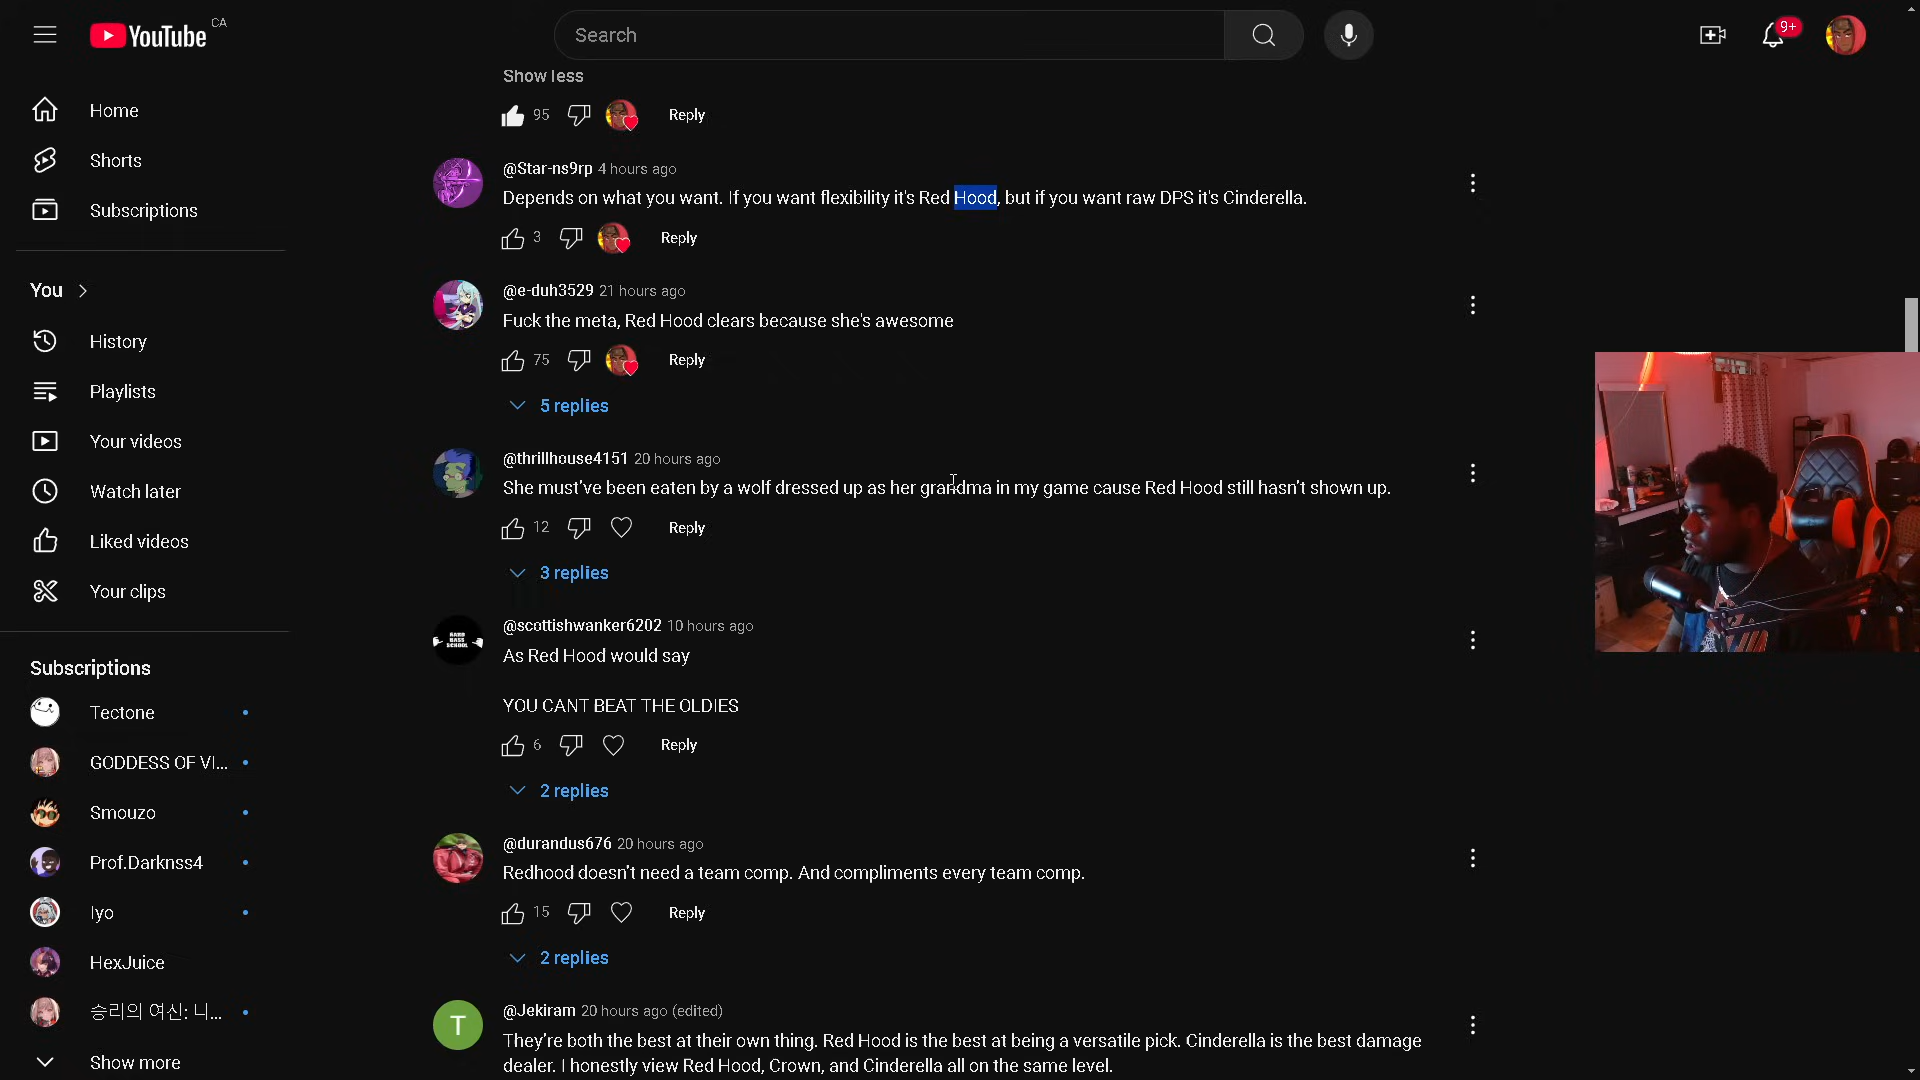 YouTube CA
Search
9+
Home
Shorts
Subscriptions
You
History
Playlists
Your videos
Watch later
Liked videos
Your clips
Subscriptions
Tectone
GODDESS OF VI...
Smouzo
Prof.Darknss4
Iyo
HexJuice
승리의 여신: 니...
Show more
Show less
95 Reply
@Star-ns9rp 4 hours ago
Depends on what you want. If you want flexibility it's Red Hood, but if you want raw DPS it's Cinderella.
3 Reply
@e-duh3529 21 hours ago
Fuck the meta, Red Hood clears because she's awesome
75 Reply
5 replies
@thrillhouse4151 20 hours ago
She must've been eaten by a wolf dressed up as her grandma in my game cause Red Hood still hasn't shown up.
12 Reply
3 replies
HARD
BASS
SCHOOL
@scottishwanker6202 10 hours ago
As Red Hood would say
YOU CANT BEAT THE OLDIES
6 Reply
2 replies
@durandus676 20 hours ago
Redhood doesn't need a team comp. And compliments every team comp.
15 Reply
2 replies
T
@Jekiram 20 hours ago (edited)
They're both the best at their own thing. Red Hood is the best at being a versatile pick. Cinderella is the best damage
dealer. I honestly view Red Hood, Crown, and Cinderella all on the same level.